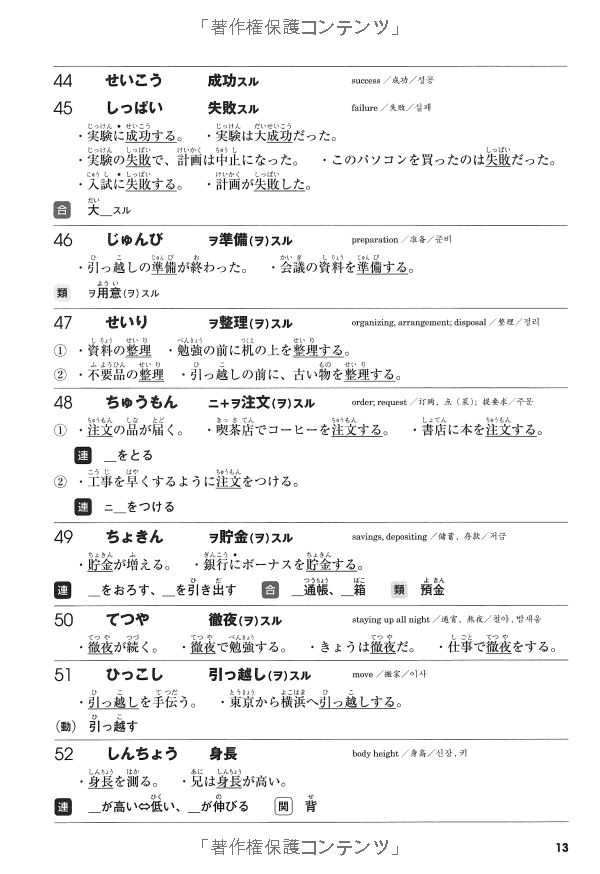 「著作権保護コンテンツ」
44 せいこう 成功スル success／成功／성공
45 しっぱい 失敗スル failure／失败／실패
・実験に成功する。 ・実験は大成功だった。
・実験の失敗で、計画は中止になった。 ・このパソコンを買ったのは失敗だった。
・入試に失敗する。 ・計画が失敗した。
合 大__スル
46 じゅんび ヲ準備(ヲ)スル preparation／准备／준비
・引っ越しの準備が終わった。 ・会議の資料を準備する。
類 ヲ用意(ヲ)スル
47 せいり ヲ整理(ヲ)スル organizing, arrangement; disposal／整理／정리
① ・資料の整理 ・勉強の前に机の上を整理する。
② ・不要品の整理 ・引っ越しの前に、古い物を整理する。
48 ちゅうもん ニ+ヲ注文(ヲ)スル order; request／订购，点（菜）；提要求／주문
① ・注文の品が届く。 ・喫茶店でコーヒーを注文する。 ・書店に本を注文する。
連 __をとる
② ・工事を早くするように注文をつける。
連 ニ__をつける
49 ちょきん ヲ貯金(ヲ)スル savings, depositing／储蓄，存款／저금
・貯金が増える。 ・銀行にボーナスを貯金する。
連 __をおろす、__を引き出す 合 __通帳、__箱 類 預金
50 てつや 徹夜(ヲ)スル staying up all night／通宵，熬夜／철야, 밤새움
・徹夜が続く。 ・徹夜で勉強する。 ・きょうは徹夜だ。 ・仕事で徹夜をする。
51 ひっこし 引っ越し(ヲ)スル move／搬家／이사
・引っ越しを手伝う。 ・東京から横浜へ引っ越しする。
(動) 引っ越す
52 しんちょう 身長 body height／身高／신장, 키
・身長を測る。 ・兄は身長が高い。
連 __が高い⇔低い、__が伸びる 関 背
「著作権保護コンテンツ」
13